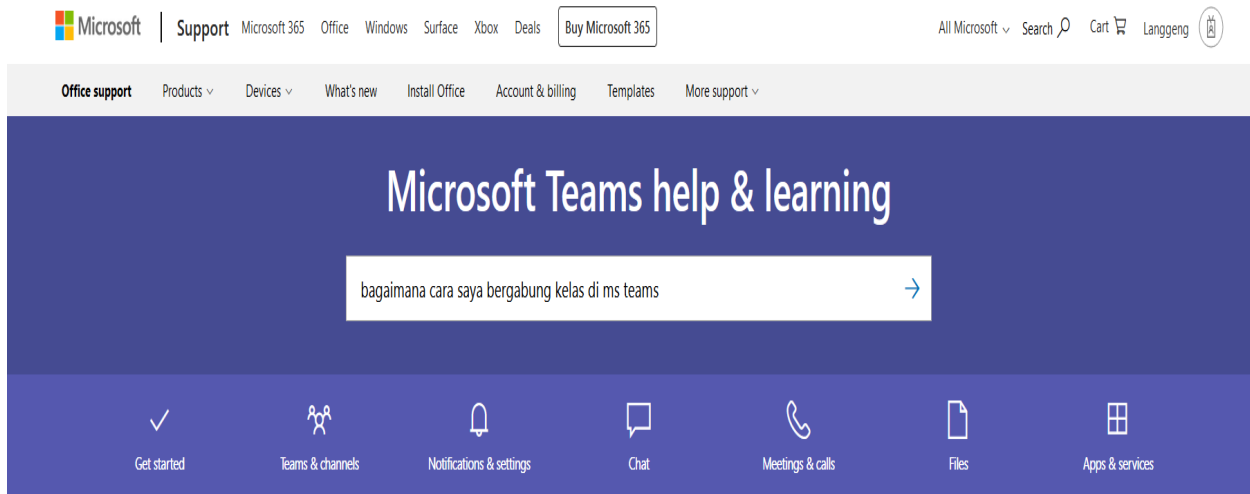 Microsoft Support Microsoft 365 Office Windows Surface Xbox Deals Buy Microsoft 365 All Microsoft Search Cart Langgeng
Office support Products Devices What's new Install Office Account & billing Templates More support
Microsoft Teams help & learning
bagaimana cara saya bergabung kelas di ms teams
Get started Teams & channels Notifications & settings Chat Meetings & calls Files Apps & services